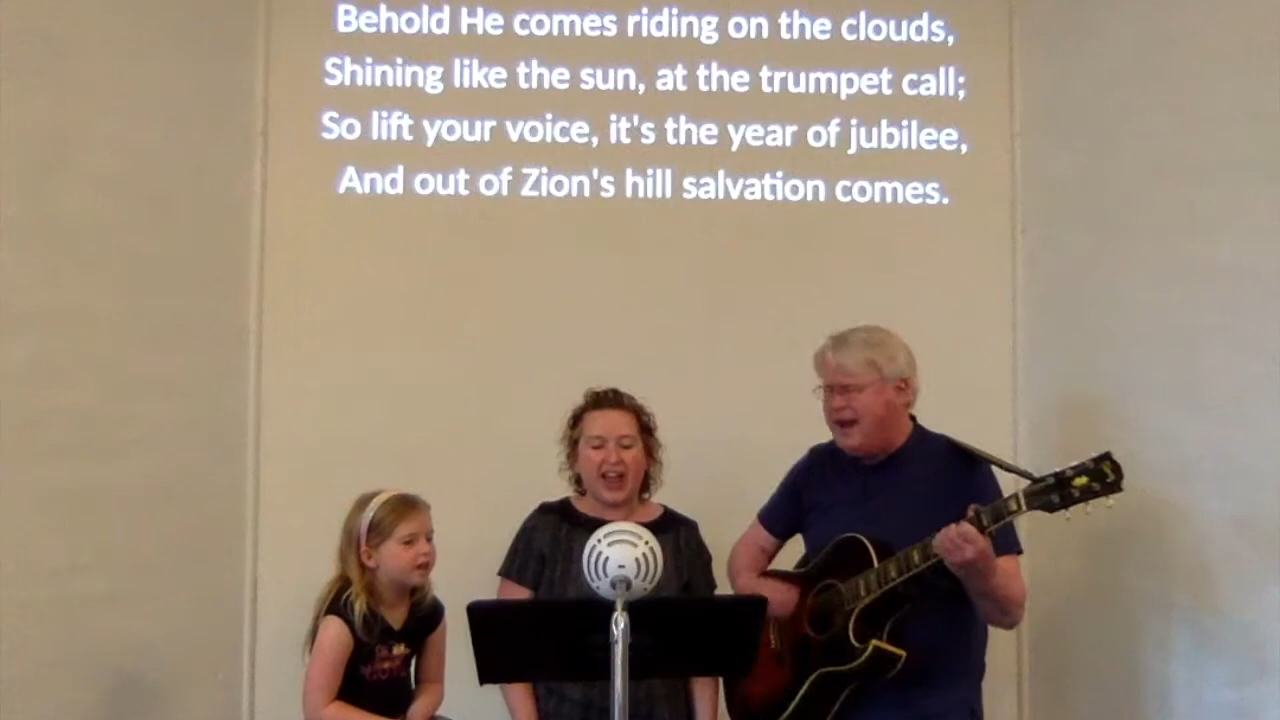 Behold He comes riding on the clouds,
Shining like the sun, at the trumpet call;
So lift your voice, it's the year of jubilee,
And out of Zion's hill salvation comes.